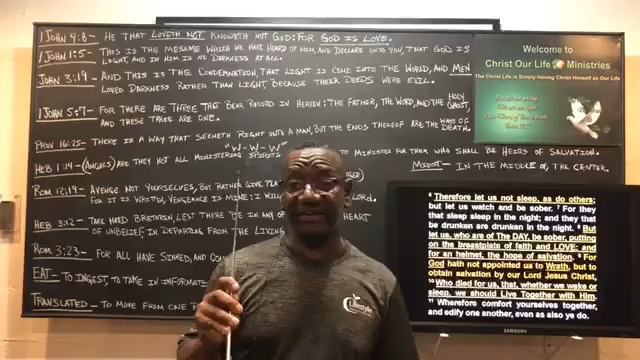 1 JOHN 4:8 - HE THAT LOVETH NOT KNOWETH NOT GOD: FOR GOD IS LOVE.
1 JOHN 1:5 - THIS IS THE MESSAGE WHICH WE HAVE HEARD OF HIM, AND DECLARE UNTO YOU, THAT GOD IS
LIGHT, AND IN HIM IS NO DARKNESS AT ALL.
JOHN 3:19 - AND THIS IS THE CONDEMNATION, THAT LIGHT IS COME INTO THE WORLD, AND MEN
LOVED DARKNESS RATHER THAN LIGHT, BECAUSE THEIR DEEDS WERE EVIL.
1 JOHN 5:7 - FOR THERE ARE THREE THAT BEAR RECORD IN HEAVEN: THE FATHER, THE WORD, AND THE HOLY GHOST,
AND THESE THREE ARE ONE.
PROV 16:25 - THERE IS A WAY THAT SEEMETH RIGHT UNTO A MAN, BUT THE ENDS THEREOF ARE THE WAYS OF DEATH.
"W-W-W"
HEB 1:14 - (ANGELS) ARE THEY NOT ALL MINISTERING SPIRITS TO MINISTER FOR THEM WHO SHALL BE HEIRS OF SALVATION.
MIDST - IN THE MIDDLE OF, THE CENTER.
ROM 12:19 - AVENGE NOT YOURSELVES, BUT RATHER GIVE
FOR IT IS WRITTEN, VENGEANCE IS MINE; I LORD.
HEB 3:12 - TAKE HEED BRETHREN, LEST THERE BE IN ANY OF HEART
OF UNBELIEF IN DEPARTING FROM THE LIVING
ROM 3:23 - FOR ALL HAVE SINNED, AND
EAT - TO INGEST, TO TAKE IN
TRANSLATED - TO MOVE FROM ONE
Welcome to
Christ Our Life Ministries
The Christ Life is Simply Having Christ Himself as Our Life
6 Therefore let us not sleep, as do others;
but let us watch and be sober. 7 For they
that sleep sleep in the night; and they that
be drunken are drunken in the night. 8 But
let us, who are of The DAY, be sober, putting
on the breastplate of faith and LOVE; and
for an helmet, the hope of salvation. 9 For
God hath not appointed us to Wrath, but to
obtain salvation by our Lord Jesus Christ,
10 Who died for us, that, whether we wake or
sleep, we should Live Together with Him.
11 Wherefore comfort yourselves together,
and edify one another, even as also ye do.
SAMSUNG